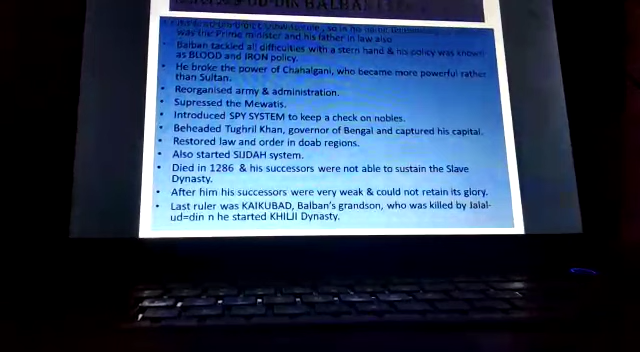 UD-DIN BALBAN
was the Prime minister and his father in law also
• Balban tackled all difficulties with a stern hand & his policy was known
as BLOOD and IRON policy.
• He broke the power of Chahalgani, who became more powerful rather
than Sultan.
• Reorganised army & administration.
• Supressed the Mewatis.
• Introduced SPY SYSTEM to keep a check on nobles.
• Beheaded Tughril Khan, governor of Bengal and captured his capital.
• Restored law and order in doab regions.
• Also started SIJDAH system.
• Died in 1286 & his successors were not able to sustain the Slave
Dynasty.
• After him his successors were very weak & could not retain its glory.
• Last ruler was KAIKUBAD, Balban's grandson, who was killed by Jalal-
ud=din n he started KHILJI Dynasty.